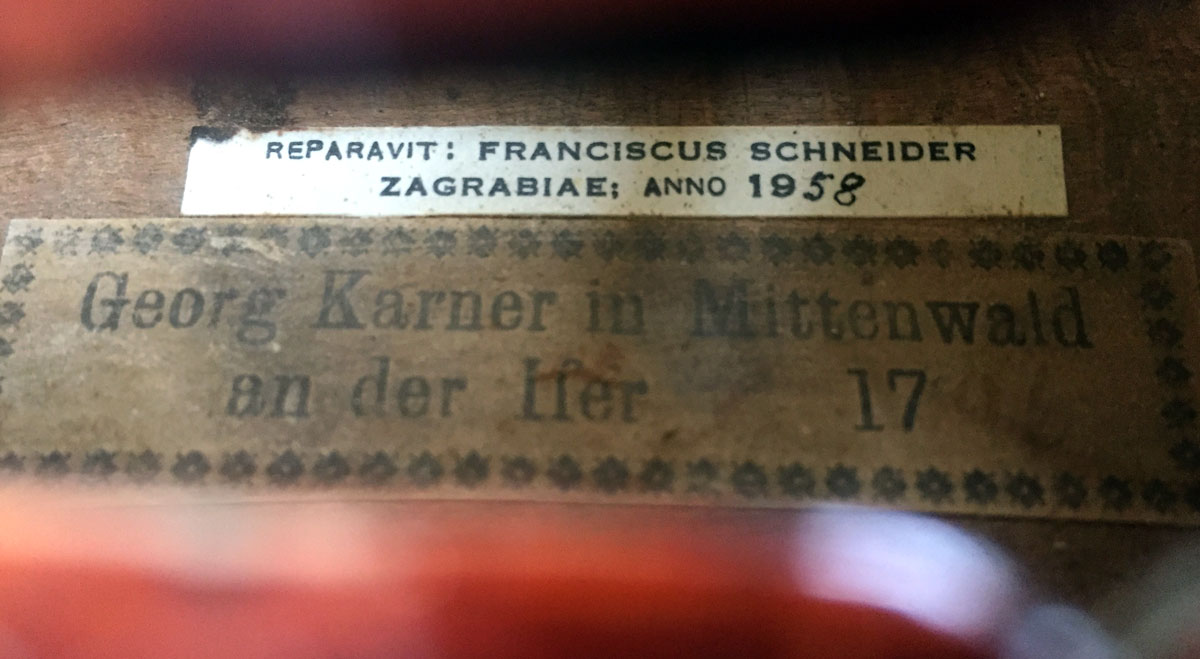 REPARAVIT: FRANCISCUS SCHNEIDER
ZAGRABIAE; ANNO 1958
Georg Karner in Mittenwald
an der Iſer 17